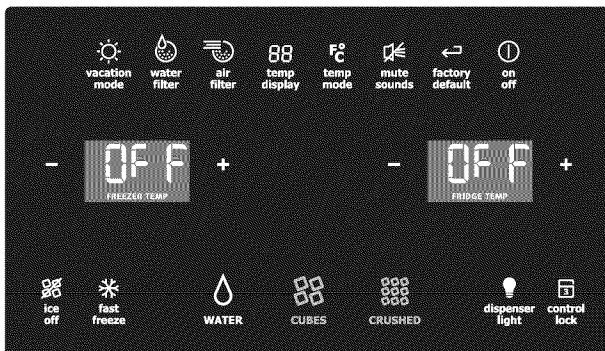 88 F° C
vacation water air temp temp mute factory on
mode filter filter display mode sounds default off
- OFF + - OFF +
FREEZER TEMP FRIDGE TEMP
3
ice fast WATER CUBES CRUSHED dispenser control
off freeze light lock